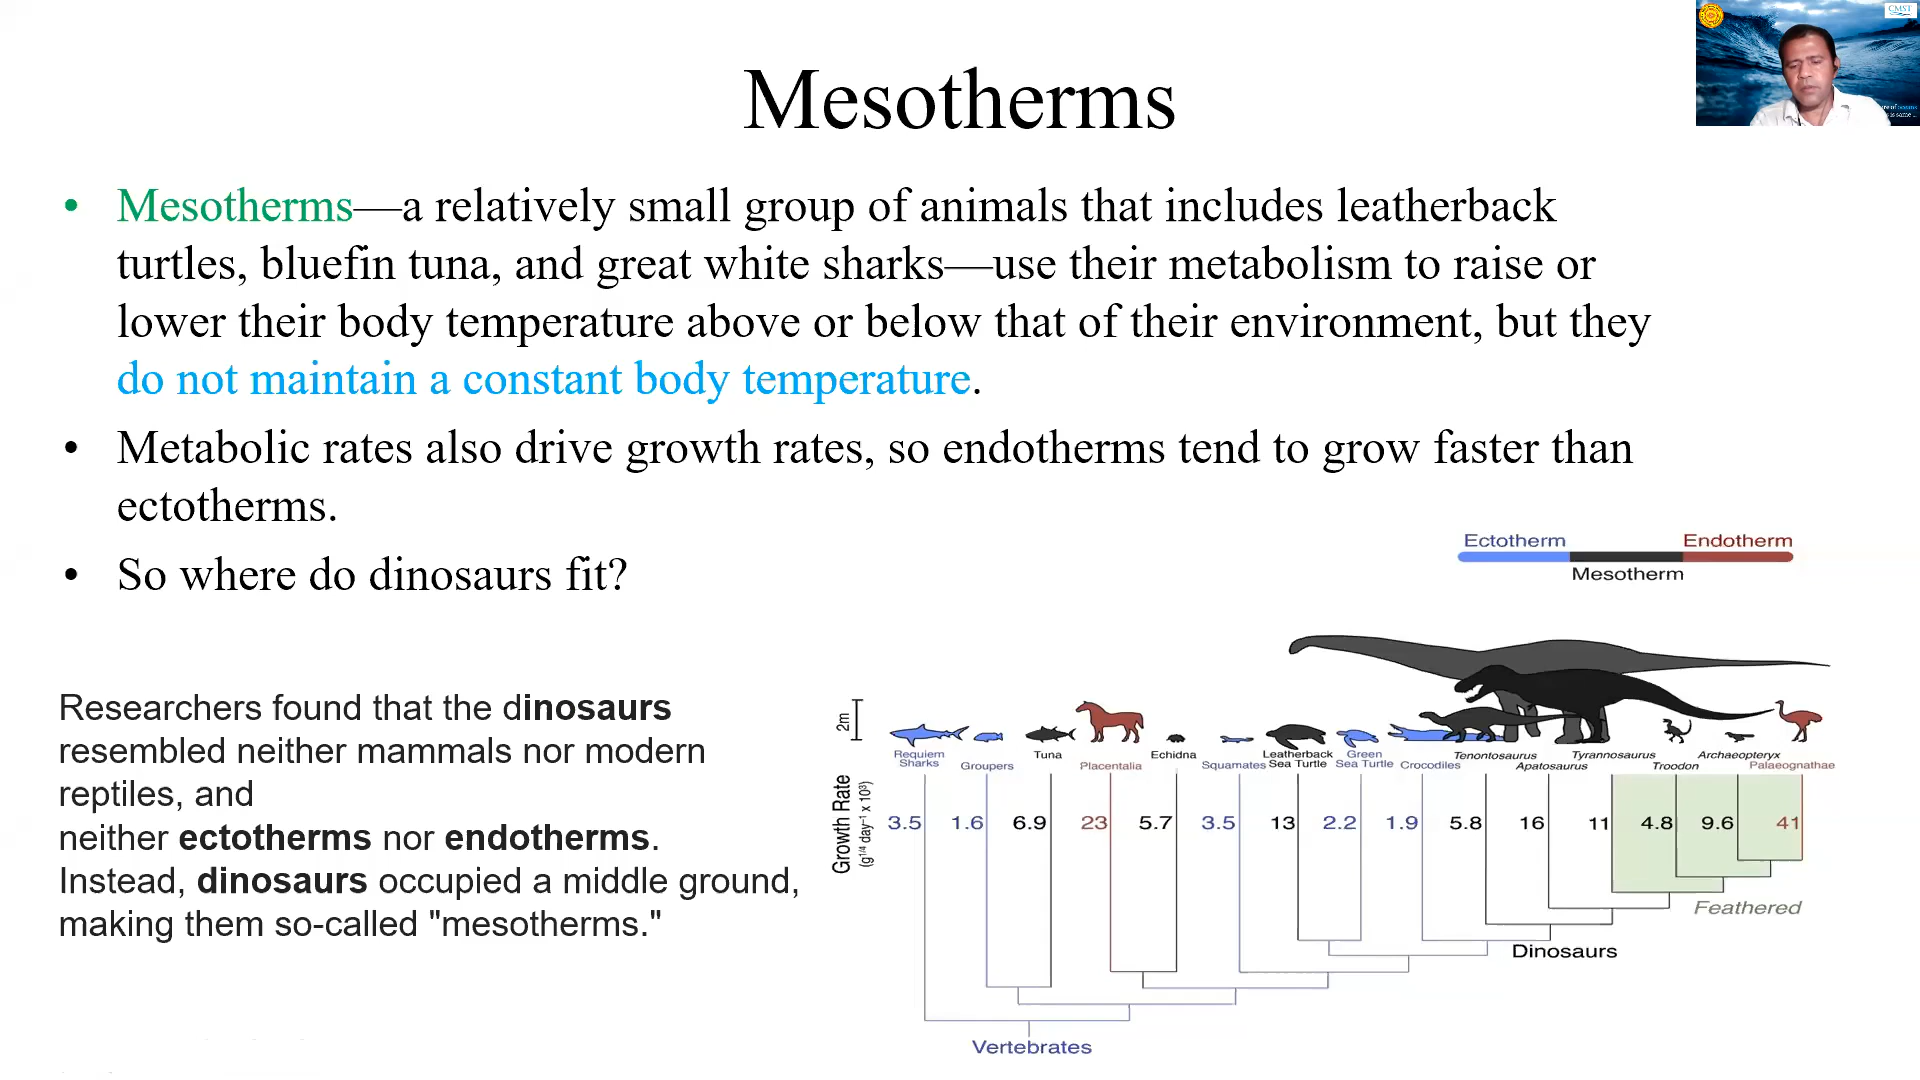 Mesotherms
CMST
• Mesotherms—a relatively small group of animals that includes leatherback
turtles, bluefin tuna, and great white sharks—use their metabolism to raise or
lower their body temperature above or below that of their environment, but they
do not maintain a constant body temperature.
• Metabolic rates also drive growth rates, so endotherms tend to grow faster than
ectotherms.
• So where do dinosaurs fit?
Researchers found that the dinosaurs
resembled neither mammals nor modern
reptiles, and
neither ectotherms nor endotherms.
Instead, dinosaurs occupied a middle ground,
making them so-called "mesotherms."
Ectotherm Endotherm
Mesotherm
2m
Requiem
Sharks
Groupers
Tuna
Placentalia
Echidna
Squamates
Leatherback
Sea Turtle
Green
Sea Turtle
Crocodiles
Tenontosaurus
Apatosaurus
Tyrannosaurus
Troodon
Archaeopteryx
Palaeognathae
Growth Rate
(g¹/⁴ day⁻¹ x 10³)
3.5 1.6 6.9 23 5.7 3.5 13 2.2 1.9 5.8 16 11 4.8 9.6 41
Feathered
Dinosaurs
Vertebrates